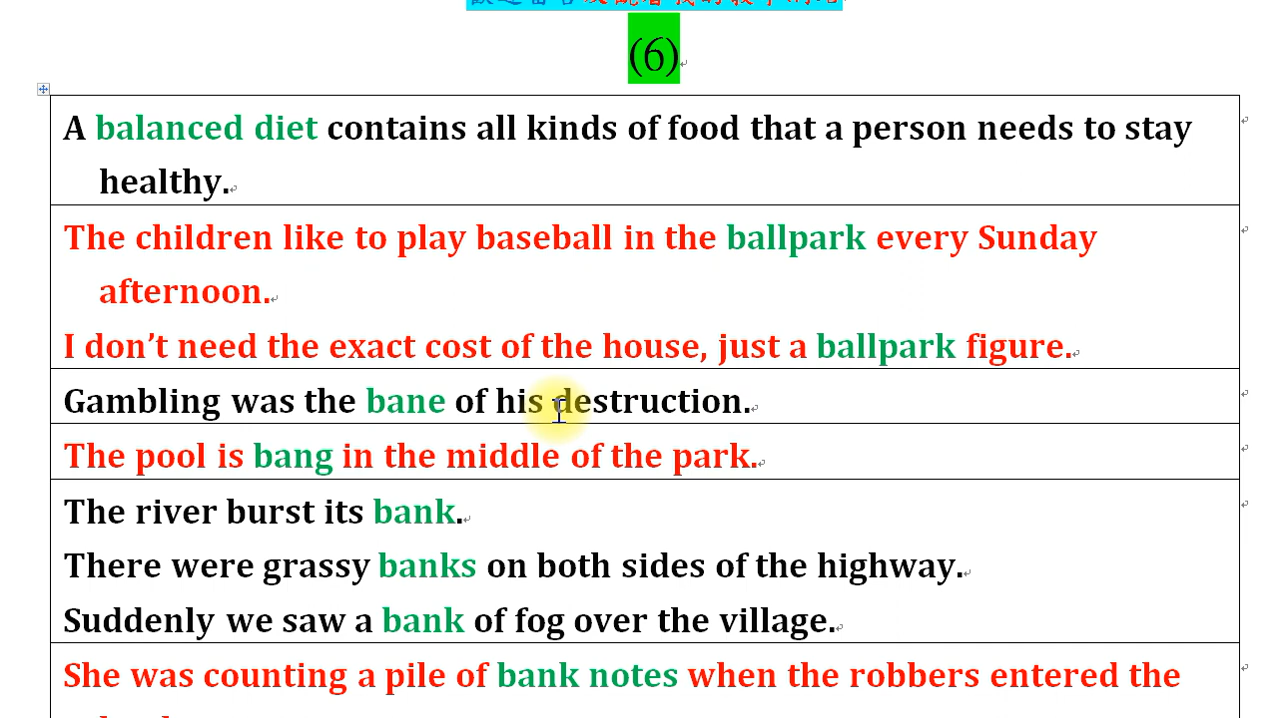 (6)
A balanced diet contains all kinds of food that a person needs to stay
healthy.
The children like to play baseball in the ballpark every Sunday
afternoon.
I don’t need the exact cost of the house, just a ballpark figure.
Gambling was the bane of his destruction.
The pool is bang in the middle of the park.
The river burst its bank.
There were grassy banks on both sides of the highway.
Suddenly we saw a bank of fog over the village.
She was counting a pile of bank notes when the robbers entered the